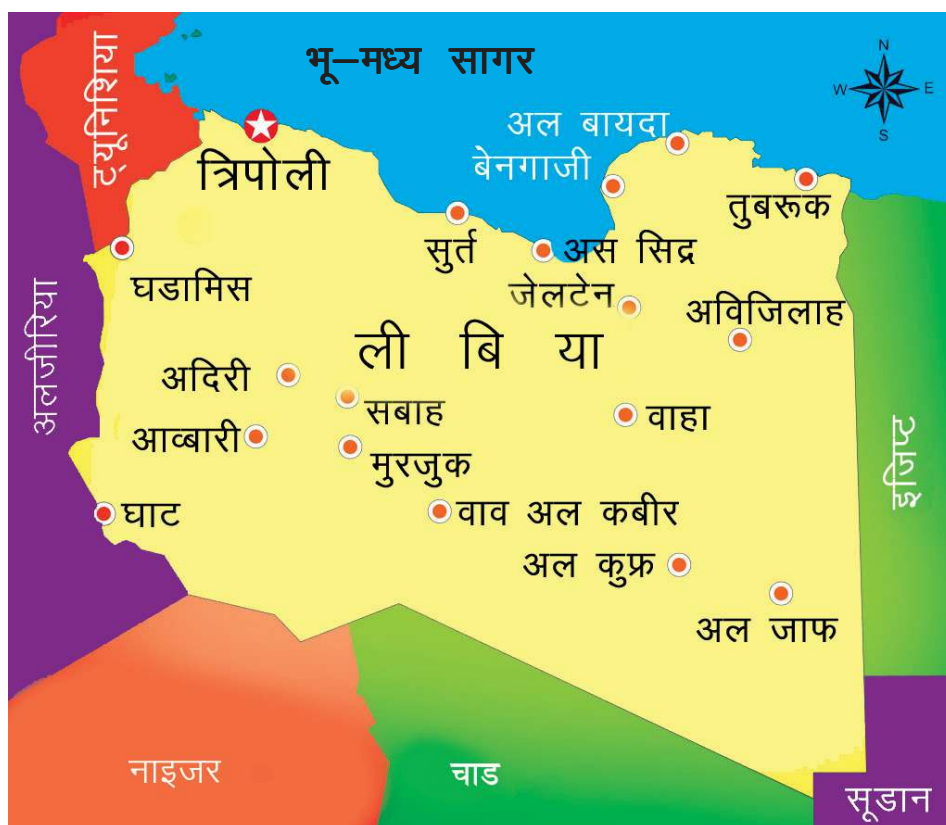 भू-मध्य सागर
N
W E
S
ट्यूनिशिया
अल बायदा
बेनगाजी
त्रिपोली
तुबरूक
सुर्त
अस सिद्र
घडामिस
जेलटेन
अविजिलाह
अलजीरिया
ली बि या
अदिरी
सबाह
वाहा
आव्बारी
मुरजुक
इजिप्ट
घाट
वाव अल कबीर
अल कुफ्र
अल जाफ
नाइजर
चाड
सूडान